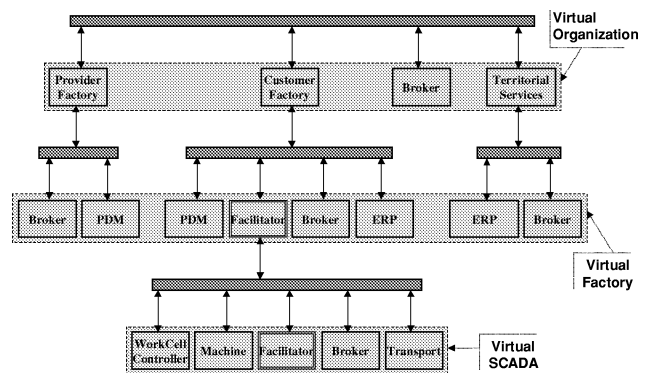 Virtual
Organization
Provider
Factory
Customer
Factory
Broker
Territorial
Services
Broker
PDM
PDM
Facilitator
Broker
ERP
ERP
Broker
Virtual
Factory
WorkCell
Controller
Machine
Facilitator
Broker
Transport
Virtual
SCADA